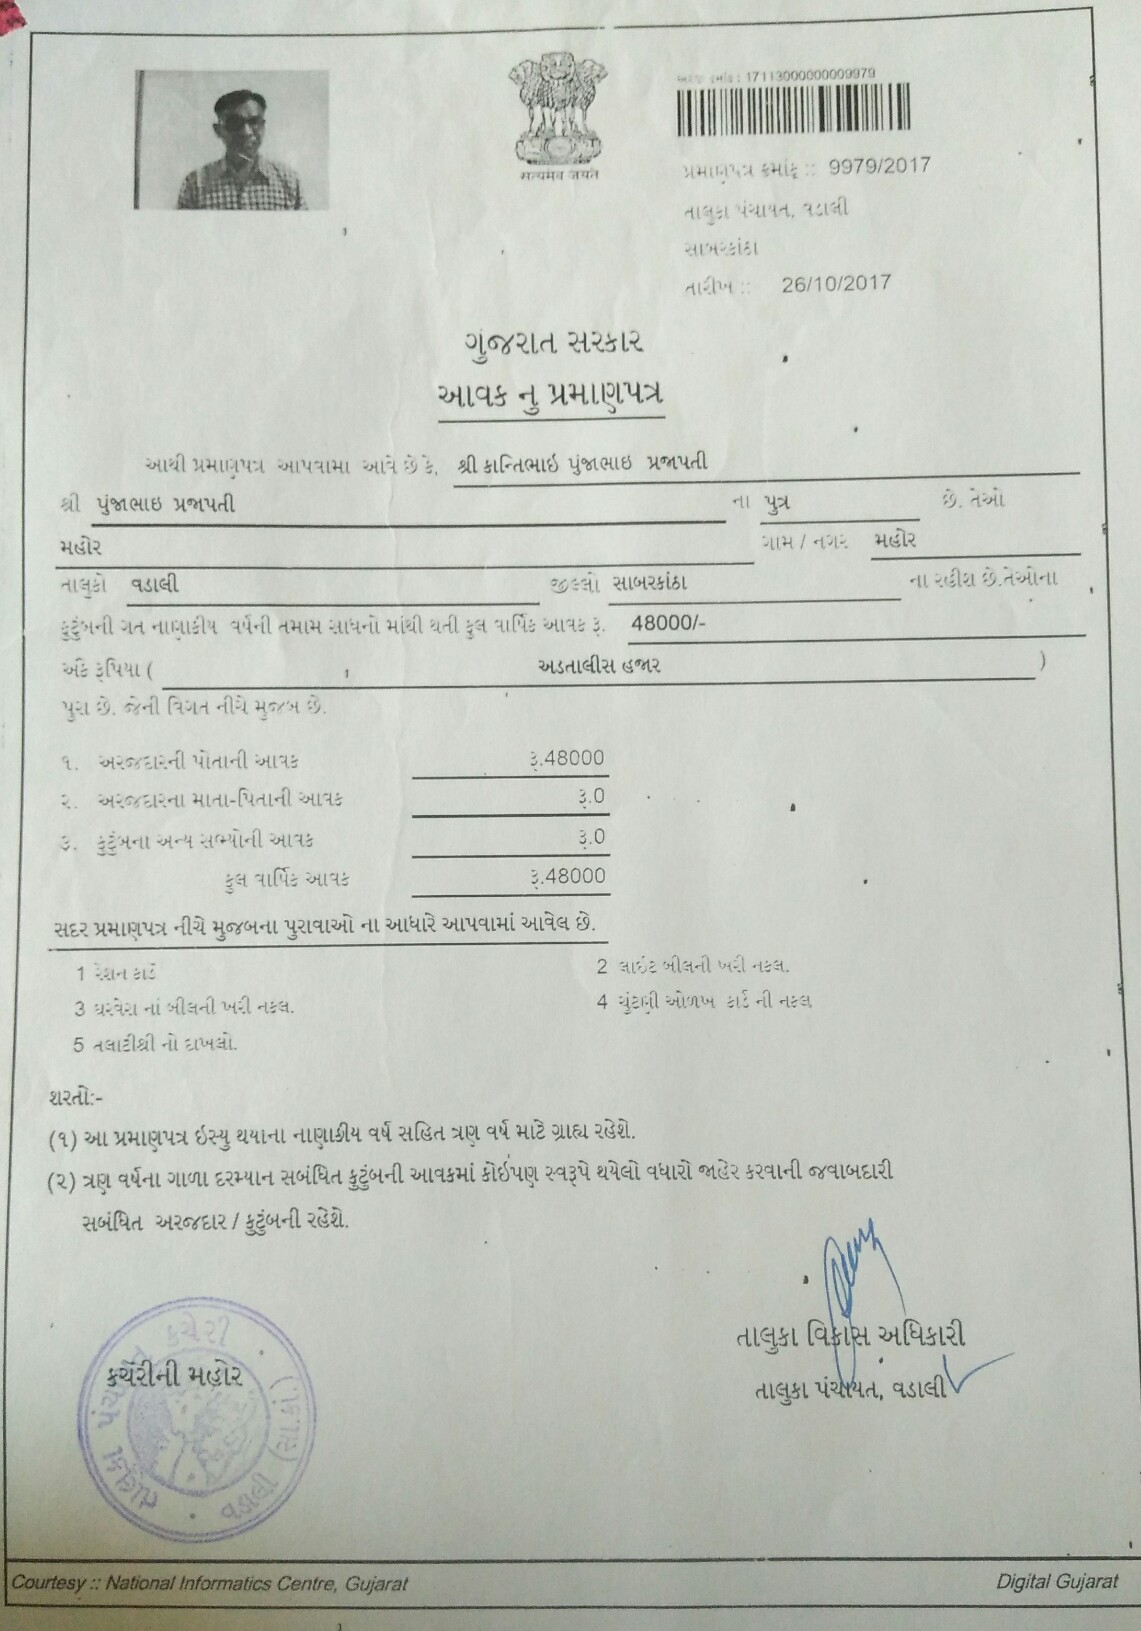 અરજી ક્રમાંક : 17113000000009979
सत्यमेव जयते
પ્રમાણપત્ર ક્રમાંક :: 9979/2017
તાલુકા પંચાયત, વડાલી
સાબરકાંઠા
તારીખ :: 26/10/2017
ગુજરાત સરકાર
આવક નુ પ્રમાણપત્ર
આથી પ્રમાણપત્ર આપવામા આવે છે કે, શ્રી કાન્તિભાઇ પુંજાભાઇ પ્રજાપતી
શ્રી પુંજાભાઇ પ્રજાપતી ના પુત્ર છે. તેઓ
મહોર ગામ / નગર મહોર
તાલુકો વડાલી જીલ્લો સાબરકાંઠા ના રહીશ છે.તેઓના
કુટુંબની ગત નાણાકીય વર્ષની તમામ સાધનો માંથી થતી કુલ વાર્ષિક આવક રૂ. 48000/-
અંકે રૂપિયા ( અડતાલીસ હજાર )
પુરા છે. જેની વિગત નીચે મુજબ છે.
૧. અરજદારની પોતાની આવક રૂ.48000
૨. અરજદારના માતા-પિતાની આવક રૂ.0
૩. કુટુંબના અન્ય સભ્યોની આવક રૂ.0
કુલ વાર્ષિક આવક રૂ.48000
સદર પ્રમાણપત્ર નીચે મુજબના પુરાવાઓ ના આધારે આપવામાં આવેલ છે.
1 રેશન કાર્ડ 2 લાઇટ બીલની ખરી નકલ.
3 ઘરવેરા નાં બીલની ખરી નકલ. 4 ચુંટણી ઓળખ કાર્ડ ની નકલ
5 તલાટીશ્રી નો દાખલો.
શરતો:-
(૧) આ પ્રમાણપત્ર ઇસ્યુ થયાના નાણાકીય વર્ષ સહિત ત્રણ વર્ષ માટે ગ્રાહ્ય રહેશે.
(૨) ત્રણ વર્ષના ગાળા દરમ્યાન સબંધિત કુટુંબની આવકમાં કોઇપણ સ્વરૂપે થયેલો વધારો જાહેર કરવાની જવાબદારી
સબંધિત અરજદાર / કુટુંબની રહેશે.
તાલુકા વિકાસ અધિકારી
કચેરીની મહોર
તાલુકા પંચાયત, વડાલી
કચેરી
વડાલી
Courtesy :: National Informatics Centre, Gujarat Digital Gujarat